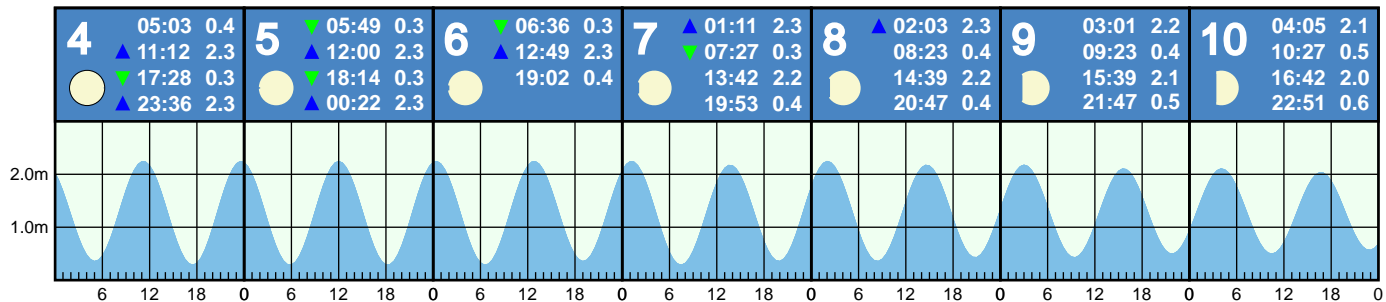 4
05:03 0.4
▲ 11:12 2.3
▼ 17:28 0.3
▲ 23:36 2.3
5
▼ 05:49 0.3
▲ 12:00 2.3
▼ 18:14 0.3
▲ 00:22 2.3
6
▼ 06:36 0.3
▲ 12:49 2.3
19:02 0.4
7
▲ 01:11 2.3
▼ 07:27 0.3
13:42 2.2
19:53 0.4
8
▲ 02:03 2.3
08:23 0.4
14:39 2.2
20:47 0.4
9
03:01 2.2
09:23 0.4
15:39 2.1
21:47 0.5
10
04:05 2.1
10:27 0.5
16:42 2.0
22:51 0.6
2.0m
1.0m
6 12 18 0 6 12 18 0 6 12 18 0 6 12 18 0 6 12 18 0 6 12 18 0 6 12 18 0